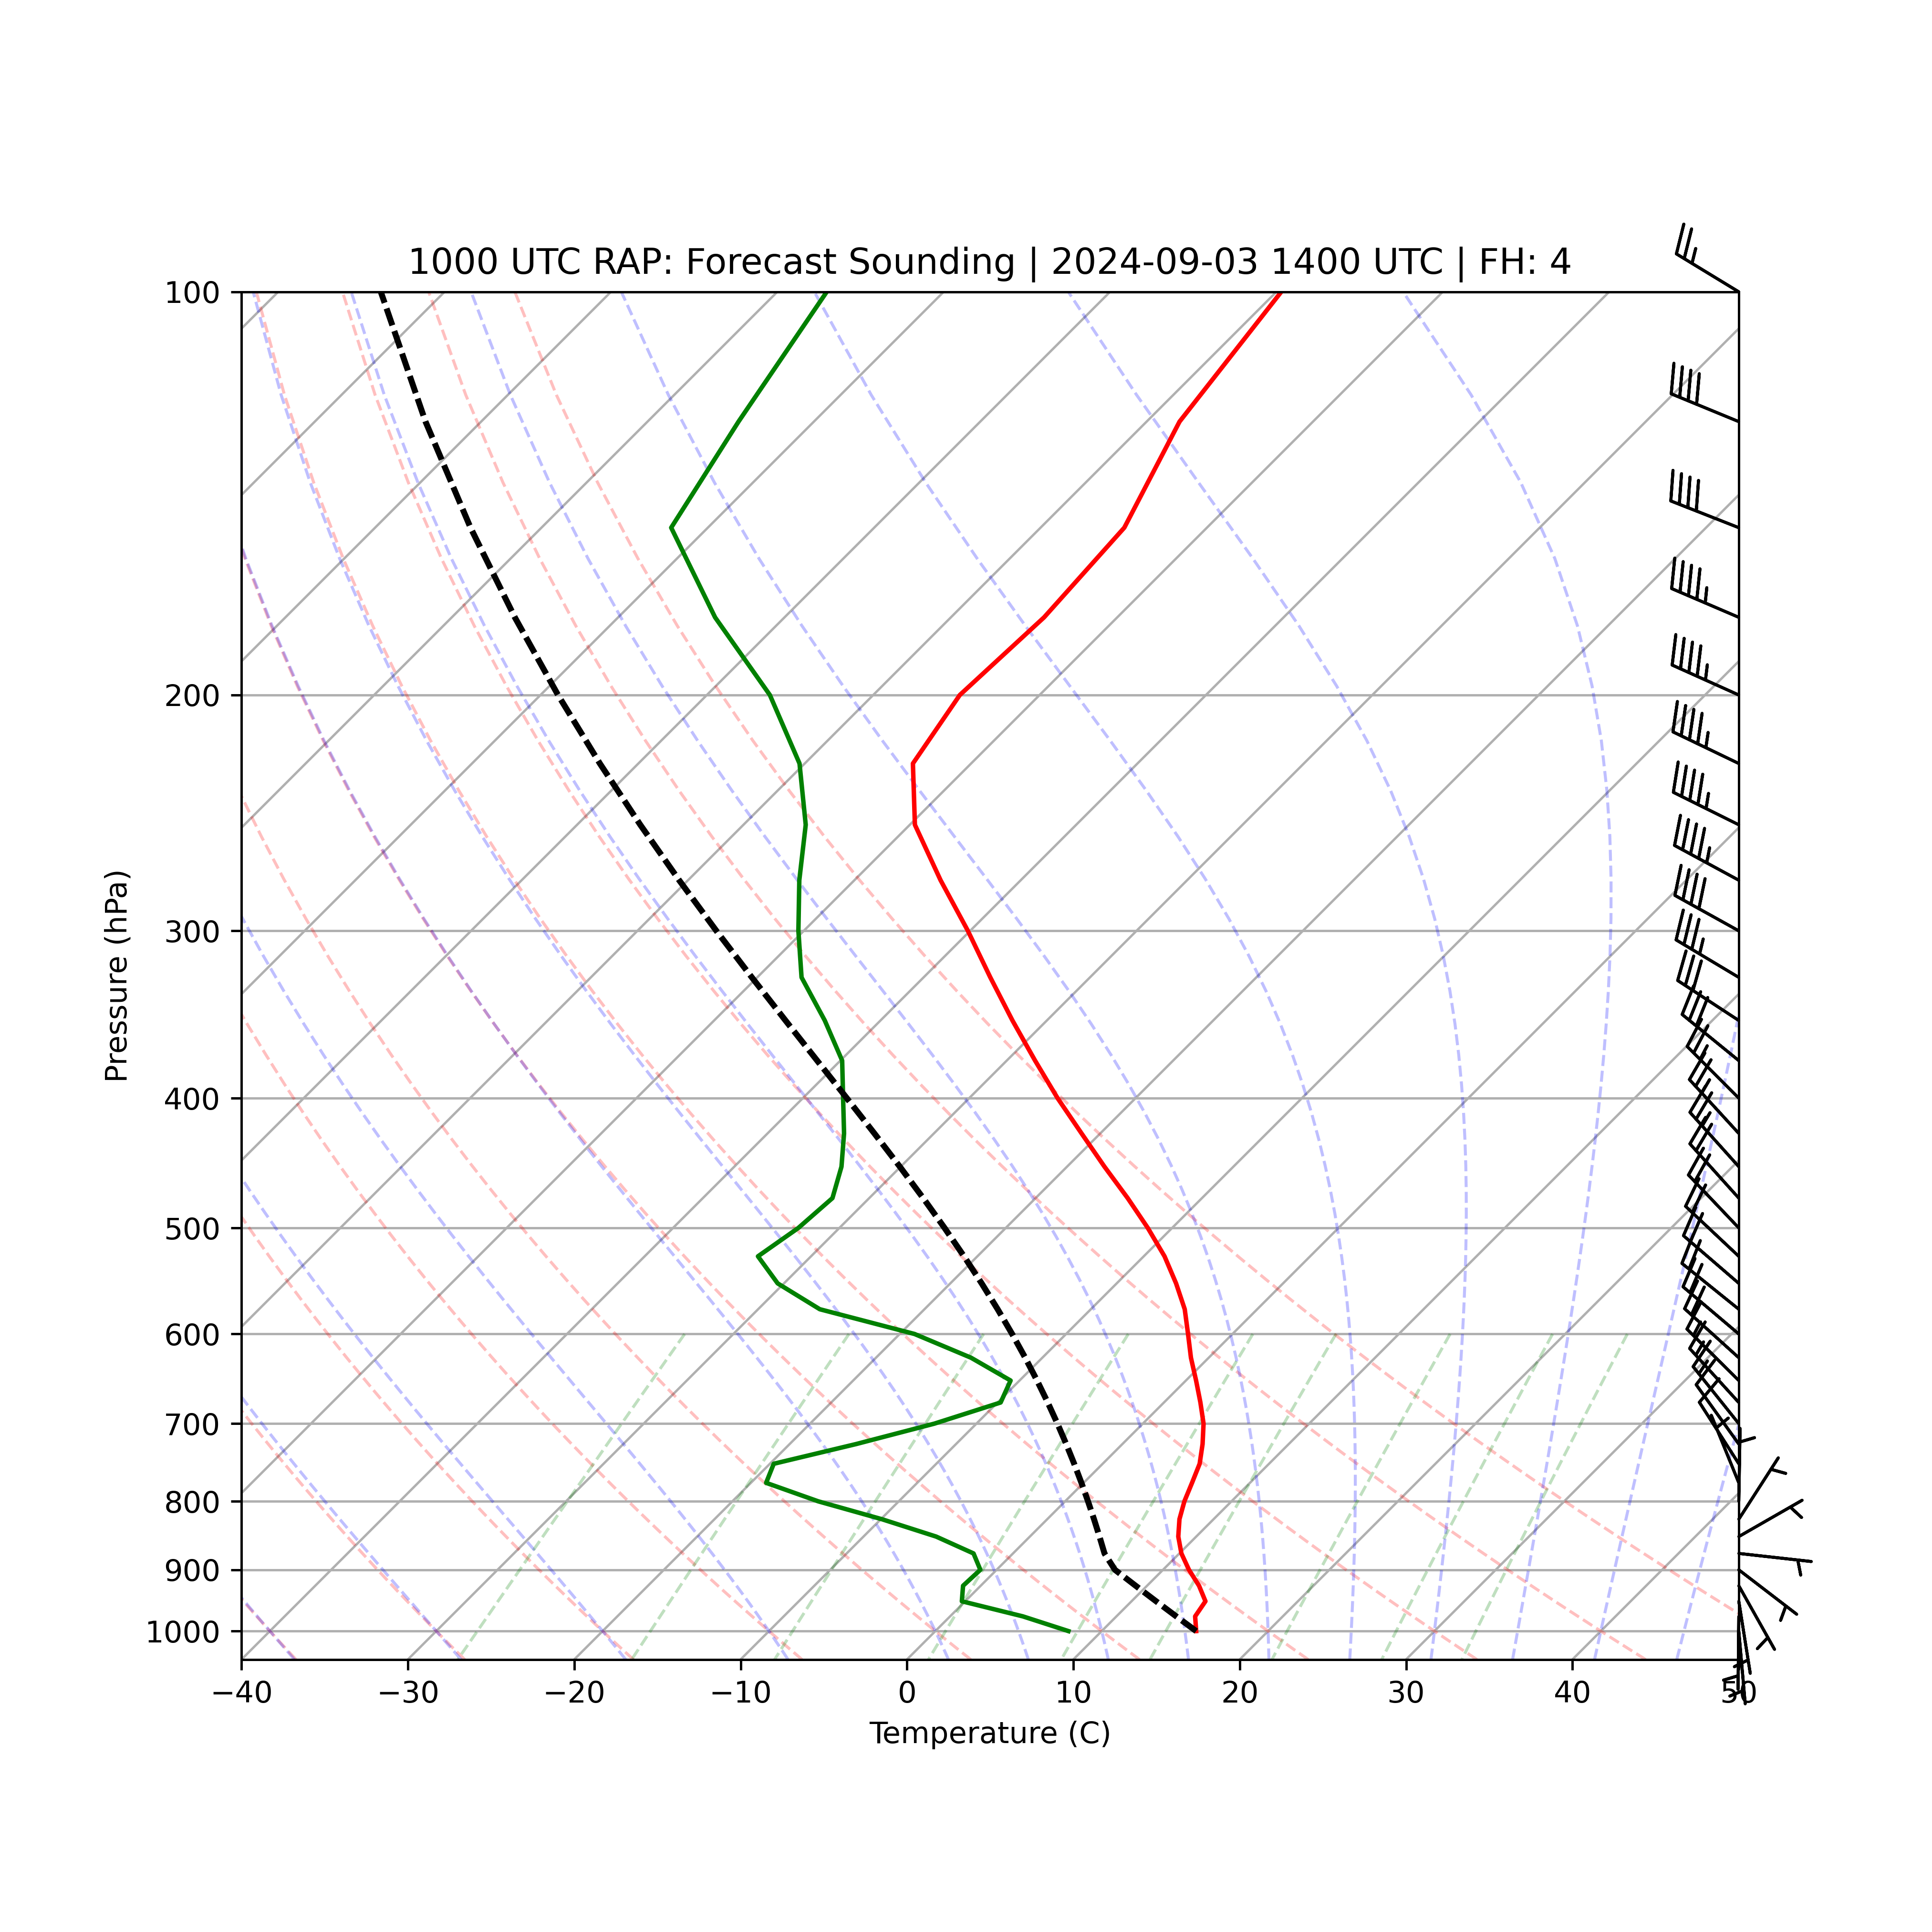 1000 UTC RAP: Forecast Sounding | 2024-09-03 1400 UTC | FH: 4
100
200
300
400
500
600
700
800
900
1000
Pressure (hPa)
−40 −30 −20 −10 0 10 20 30 40 50
Temperature (C)